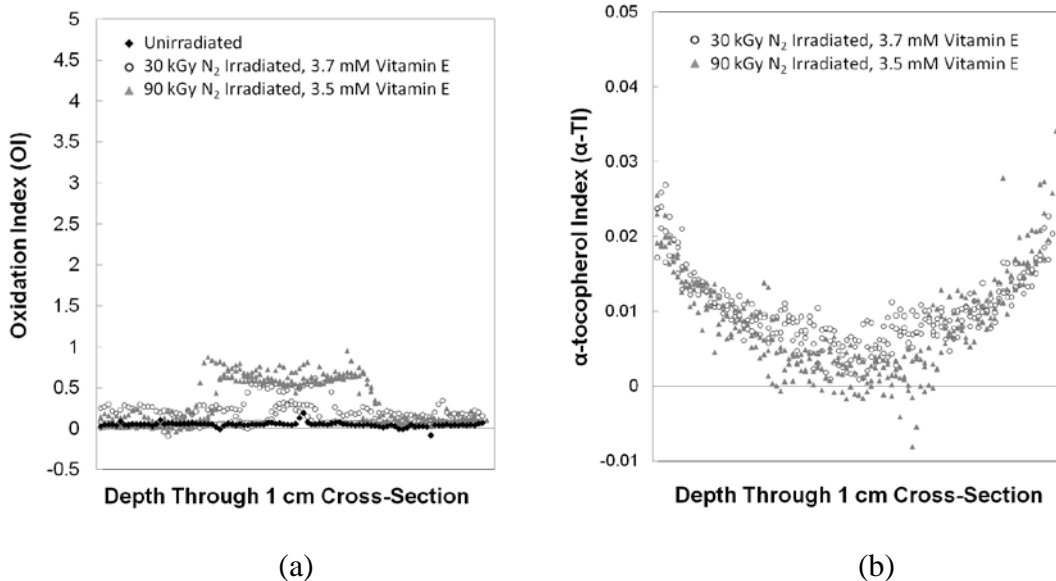 5
4.5
4
3.5
3
2.5
2
1.5
1
0.5
0
-0.5
Oxidation Index (OI)
Unirradiated
30 kGy N₂ Irradiated, 3.7 mM Vitamin E
90 kGy N₂ Irradiated, 3.5 mM Vitamin E
Depth Through 1 cm Cross-Section
(a)
0.05
0.04
0.03
0.02
0.01
0
-0.01
α-tocopherol Index (α-TI)
30 kGy N₂ Irradiated, 3.7 mM Vitamin E
90 kGy N₂ Irradiated, 3.5 mM Vitamin E
Depth Through 1 cm Cross-Section
(b)